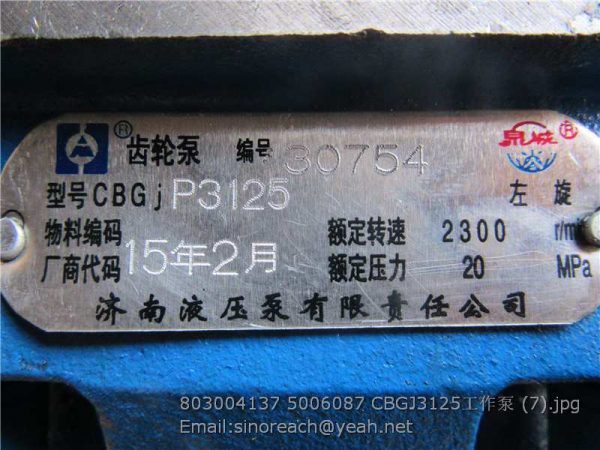 齿轮泵 编号 30754
泉城
型号CBGj P3125 左 旋
物料编码 额定转速 2300 r/mi
厂商代码 15年2月 额定压力 20 MPa
济南液压泵有限责任公司
803004137 5006087 CBGJ3125工作泵 (7).jpg
Email:sinoreach@yeah.net